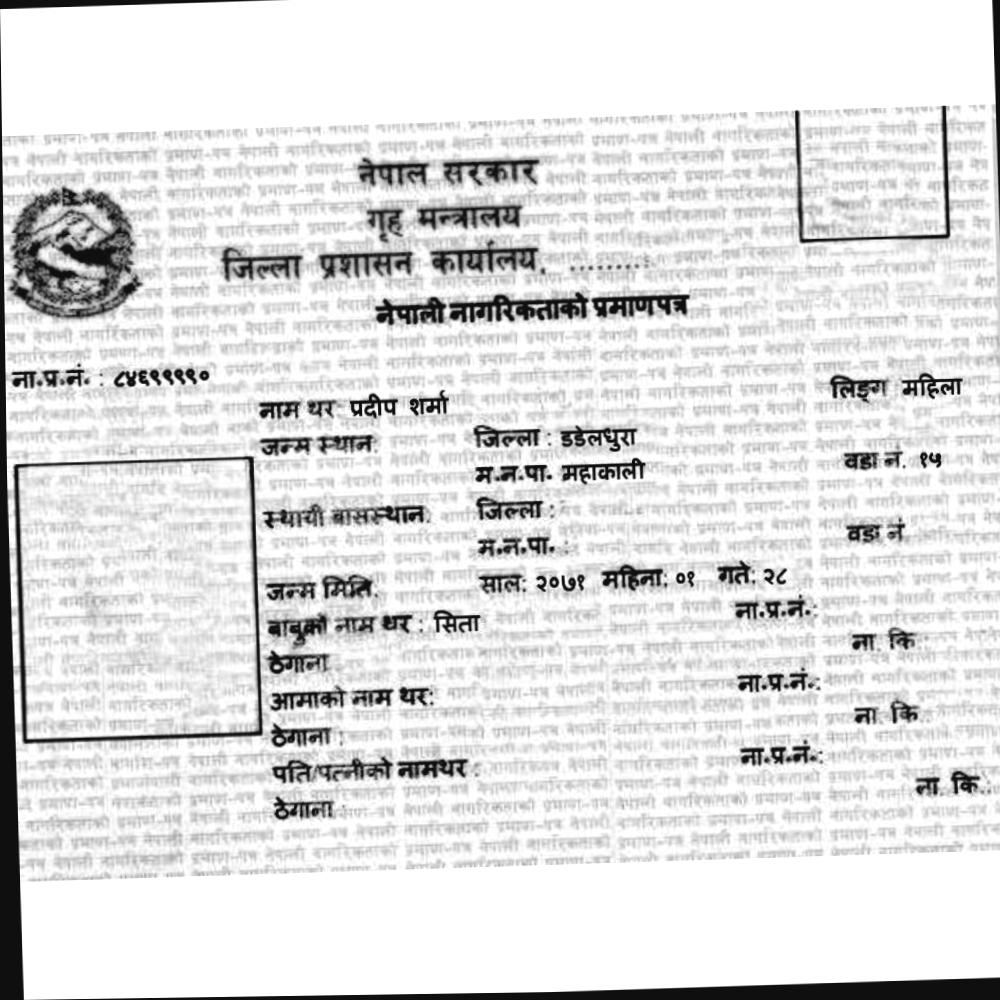 नेपाल सरकार
गृह मन्त्रालय
जिल्ला प्रशासन कार्यालय, .........
नेपाली नागरिकताको प्रमाणपत्र
ना.प्र.नं. : ८४६९९९९०
लिङ्ग महिला
नाम थर प्रदीप शर्मा
जन्म स्थान: जिल्ला : डडेलधुरा
म.न.पा. महाकाली वडा नं. १५
स्थायी बासस्थान: जिल्ला :
म.न.पा. : वडा नं
जन्म मिति: साल: २०७१ महिना: ०१ गते: २८
बाबुको नाम थर : सिता ना.प्र.नं.:
ठेगाना ना. कि :
आमाको नाम थर: ना.प्र.नं.:
ठेगाना : ना. कि :
पति/पत्नीको नामथर : ना.प्र.नं.:
ठेगाना : ना. कि.: